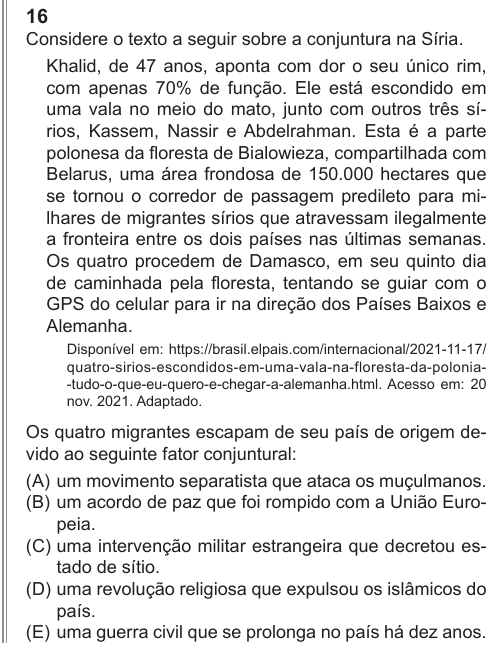 16
Considere o texto a seguir sobre a conjuntura na Síria.
Khalid, de 47 anos, aponta com dor o seu único rim,
com apenas 70% de função. Ele está escondido em
uma vala no meio do mato, junto com outros três sí-
rios, Kassem, Nassir e Abdelrahman. Esta é a parte
polonesa da floresta de Bialowieza, compartilhada com
Belarus, uma área frondosa de 150.000 hectares que
se tornou o corredor de passagem predileto para mi-
lhares de migrantes sírios que atravessam ilegalmente
a fronteira entre os dois países nas últimas semanas.
Os quatro procedem de Damasco, em seu quinto dia
de caminhada pela floresta, tentando se guiar com o
GPS do celular para ir na direção dos Países Baixos e
Alemanha.
Disponível em: https://brasil.elpais.com/internacional/2021-11-17/
quatro-sirios-escondidos-em-uma-vala-na-floresta-da-polonia-
-tudo-o-que-eu-quero-e-chegar-a-alemanha.html. Acesso em: 20
nov. 2021. Adaptado.
Os quatro migrantes escapam de seu país de origem de-
vido ao seguinte fator conjuntural:
(A) um movimento separatista que ataca os muçulmanos.
(B) um acordo de paz que foi rompido com a União Euro-
peia.
(C) uma intervenção militar estrangeira que decretou es-
tado de sítio.
(D) uma revolução religiosa que expulsou os islâmicos do
país.
(E) uma guerra civil que se prolonga no país há dez anos.